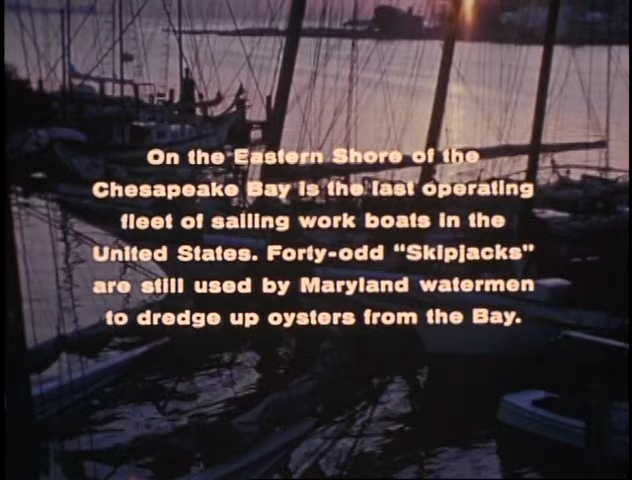 On the Eastern Shore of the
Chesapeake Bay is the last operating
fleet of sailing work boats in the
United States. Forty-odd “Skipjacks”
are still used by Maryland watermen
to dredge up oysters from the Bay.